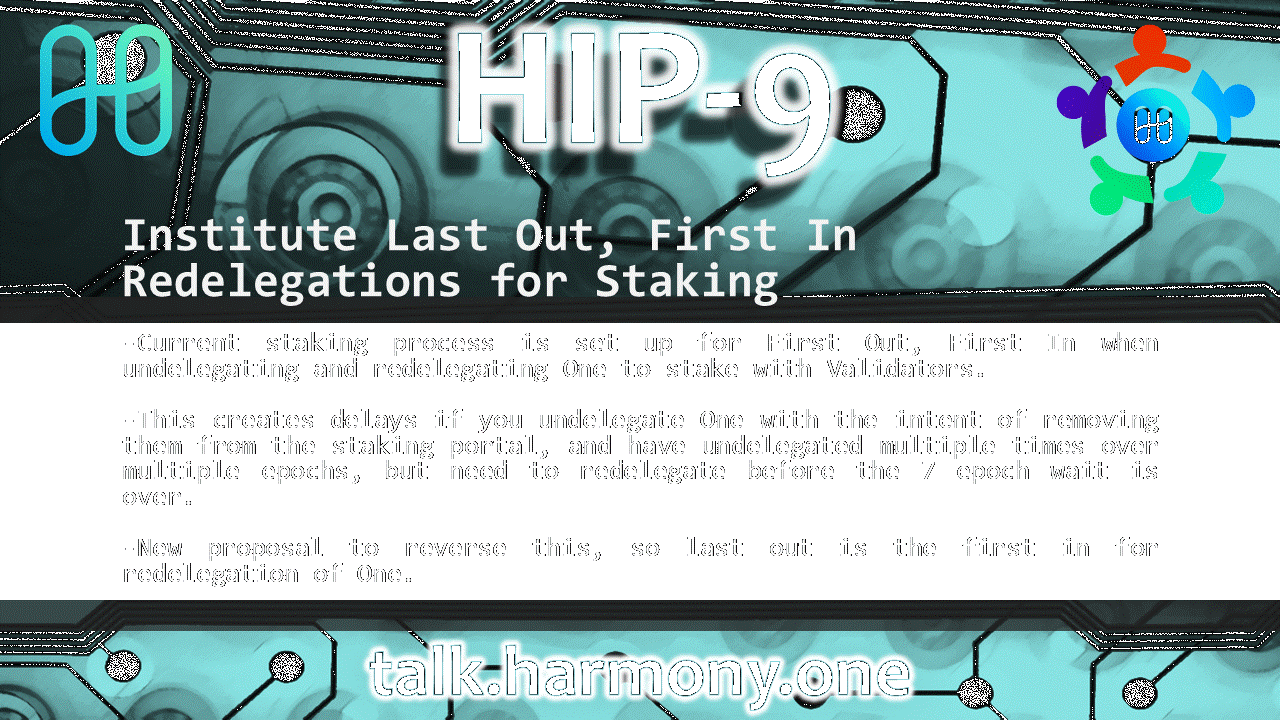 HIP-9
Institute Last Out, First In
Redelegations for Staking
-Current staking process is set up for First Out, First In when
undelegating and redelegating One to stake with Validators.
-This creates delays if you undelegate One with the intent of removing
them from the staking portal, and have undelegated multiple times over
multiple epochs, but need to redelegate before the 7 epoch wait is
over.
-New proposal to reverse this, so last out is the first in for
redelegation of One.
talk.harmony.one